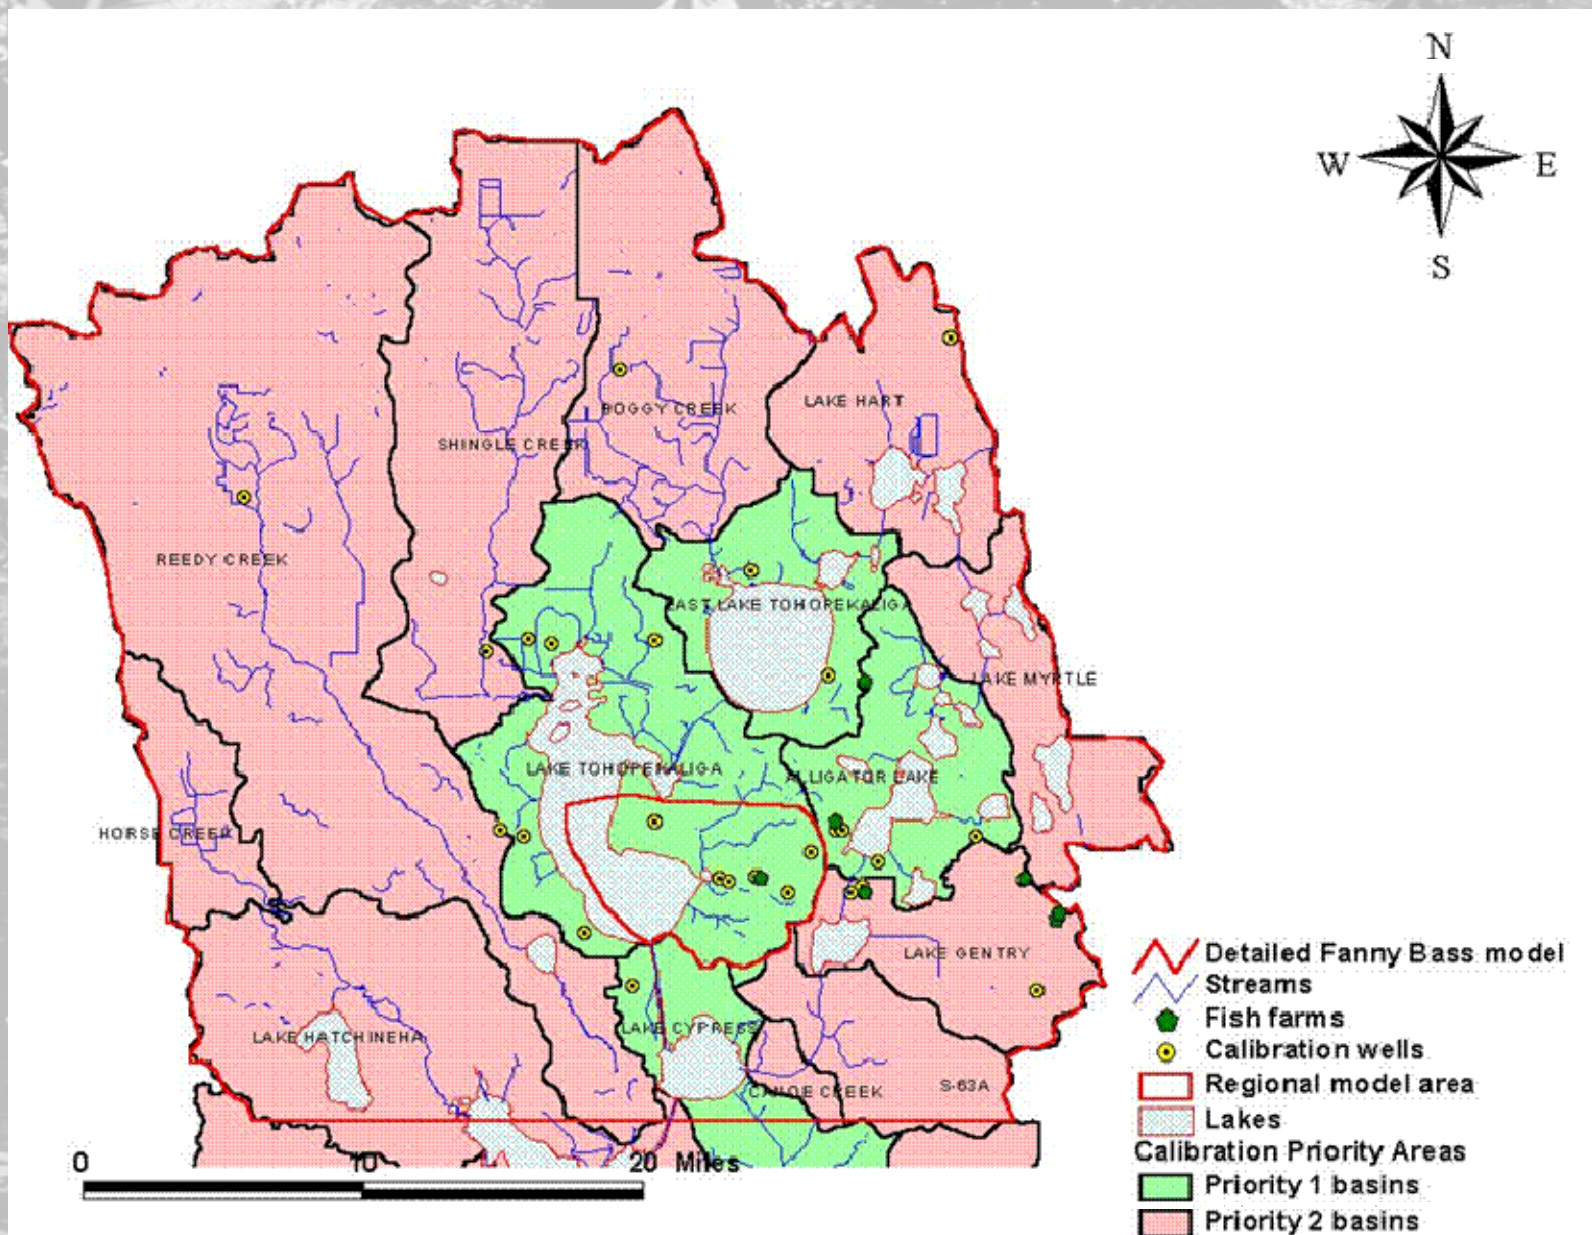 N
W E
S
LAKE HART
BOGGY CREEK
SHINGLE CREEK
REEDY CREEK
EAST LAKE TOHOPEKALIGA
LAKE MYRTLE
LAKE TOHOPEKALIGA
ALLIGATOR LAKE
HORSE CREEK
LAKE GENTRY
LAKE CYPRESS
LAKE HATCHINEHA
S-63A
CANOE CREEK
0 10 20 Miles
Detailed Fanny Bass model
Streams
Fish farms
Calibration wells
Regional model area
Lakes
Calibration Priority Areas
Priority 1 basins
Priority 2 basins